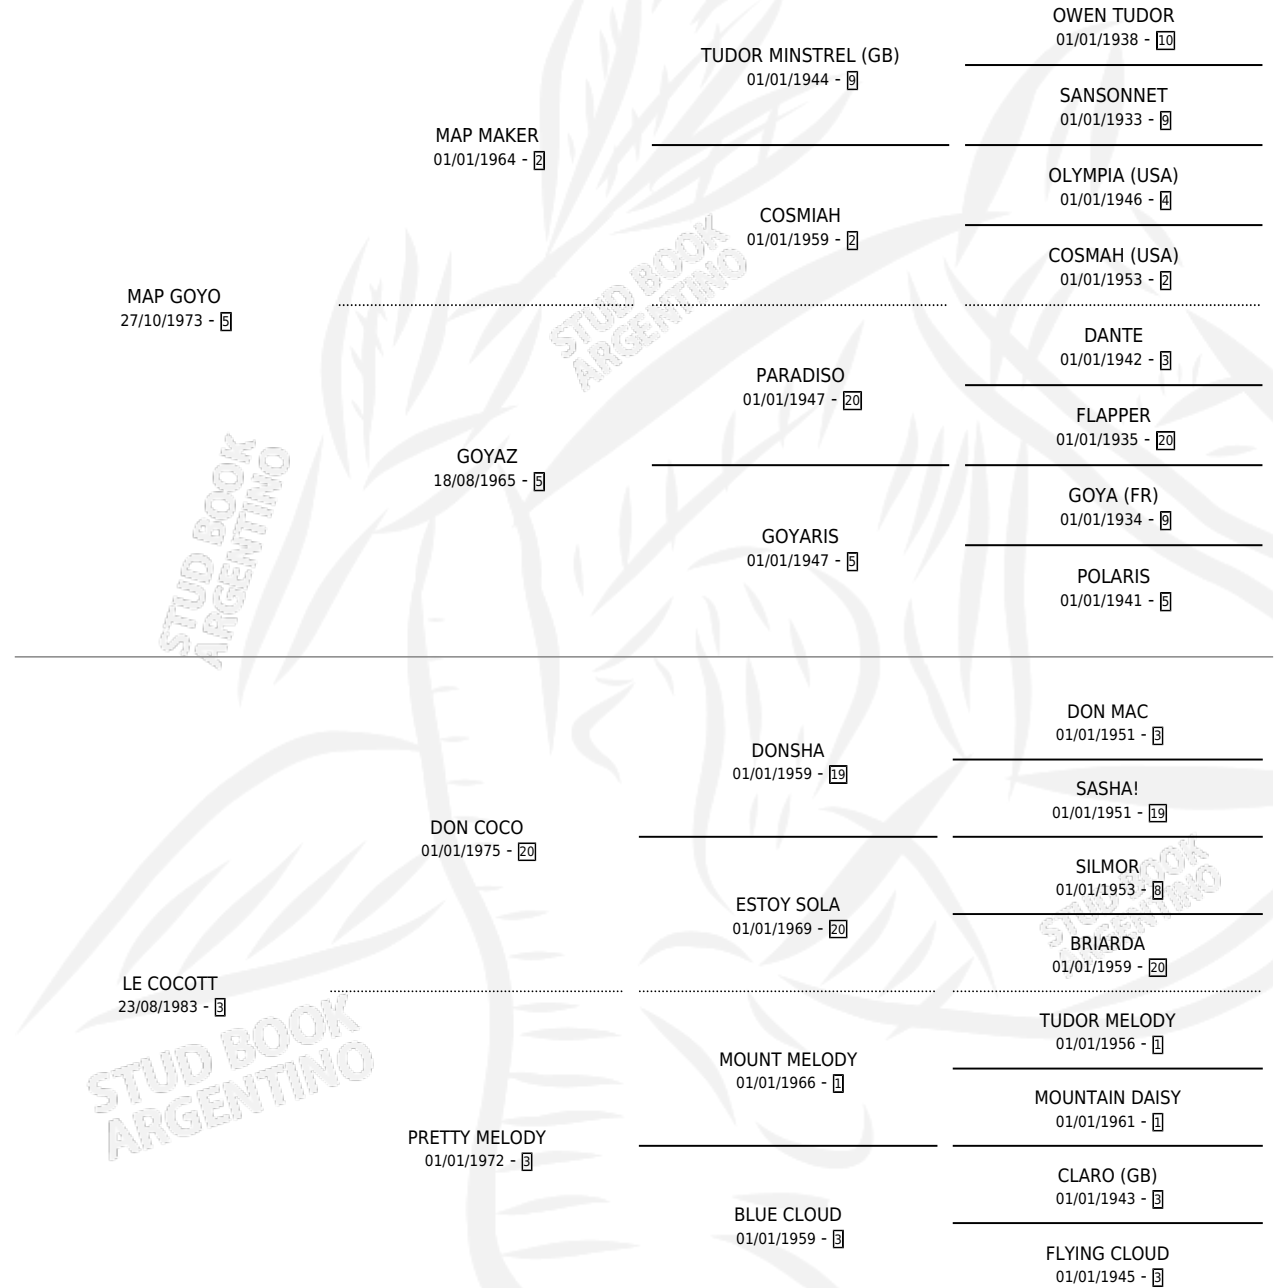 OWEN TUDOR
01/01/1938 - 10
TUDOR MINSTREL (GB)
01/01/1944 - 9
SANSONNET
01/01/1933 - 9
MAP MAKER
01/01/1964 - 2
OLYMPIA (USA)
01/01/1946 - 4
COSMIAH
01/01/1959 - 2
COSMAH (USA)
01/01/1953 - 2
MAP GOYO
27/10/1973 - 5
STUD BOOK
ARGENTINO
DANTE
01/01/1942 - 3
PARADISO
01/01/1947 - 20
FLAPPER
01/01/1935 - 20
GOYAZ
18/08/1965 - 5
GOYA (FR)
01/01/1934 - 9
GOYARIS
01/01/1947 - 5
POLARIS
01/01/1941 - 5
STUD BOOK
ARGENTINO
DON MAC
01/01/1951 - 3
DONSHA
01/01/1959 - 19
SASHA!
01/01/1951 - 19
DON COCO
01/01/1975 - 20
SILMOR
01/01/1953 - 8
ESTOY SOLA
01/01/1969 - 20
STUD BOOK
ARGENTINO
BRIARDA
01/01/1959 - 20
LE COCOTT
23/08/1983 - 3
STUD BOOK
ARGENTINO
TUDOR MELODY
01/01/1956 - 1
MOUNT MELODY
01/01/1966 - 1
MOUNTAIN DAISY
01/01/1961 - 1
PRETTY MELODY
01/01/1972 - 3
CLARO (GB)
01/01/1943 - 3
BLUE CLOUD
01/01/1959 - 3
FLYING CLOUD
01/01/1945 - 3